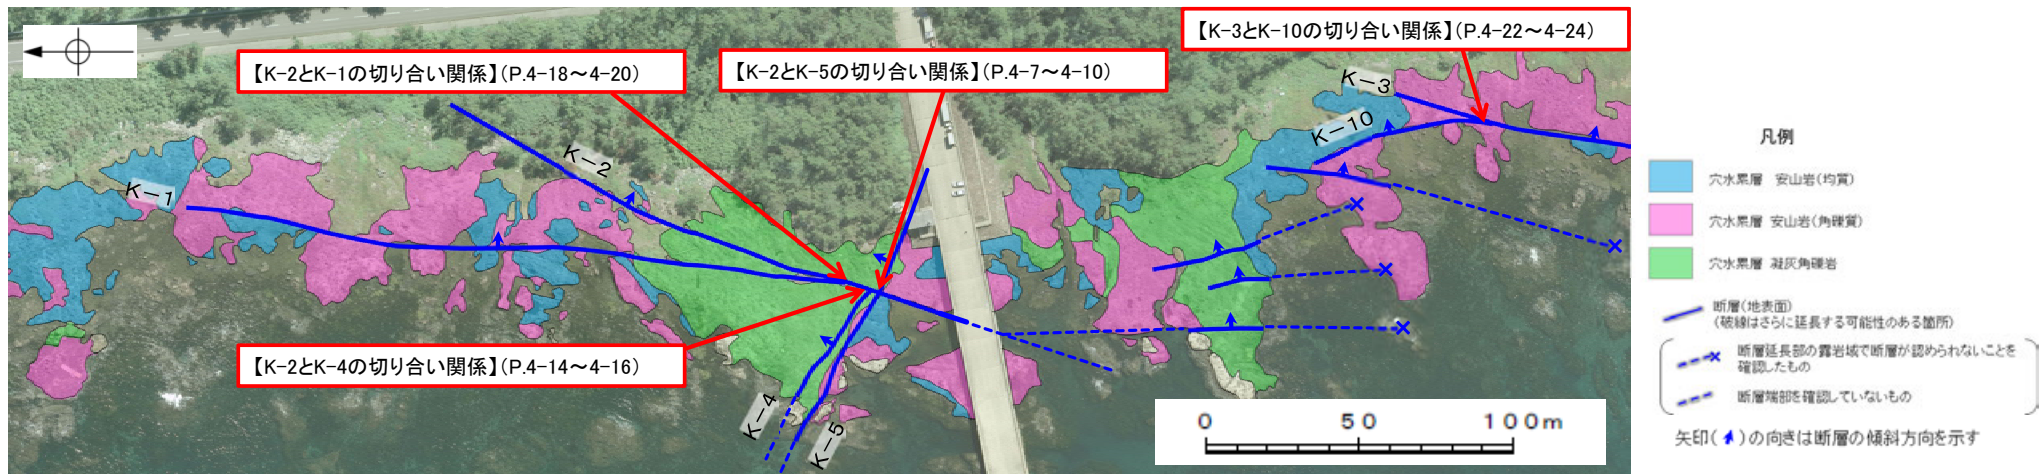 【K-3とK-10の切り合い関係】(P.4-22～4-24)
【K-2とK-1の切り合い関係】(P.4-18～4-20)
【K-2とK-5の切り合い関係】(P.4-7～4-10)
K-3
K-10
K-2
K-1
【K-2とK-4の切り合い関係】(P.4-14～4-16)
K-4
K-5
0 50 100m
凡例
穴水累層 安山岩(均質)
穴水累層 安山岩(角礫質)
穴水累層 凝灰角礫岩
断層(地表面)
(破線はさらに延長する可能性のある箇所)
断層延長部の露岩域で断層が認められないことを
確認したもの
断層端部を確認していないもの
矢印( )の向きは断層の傾斜方向を示す